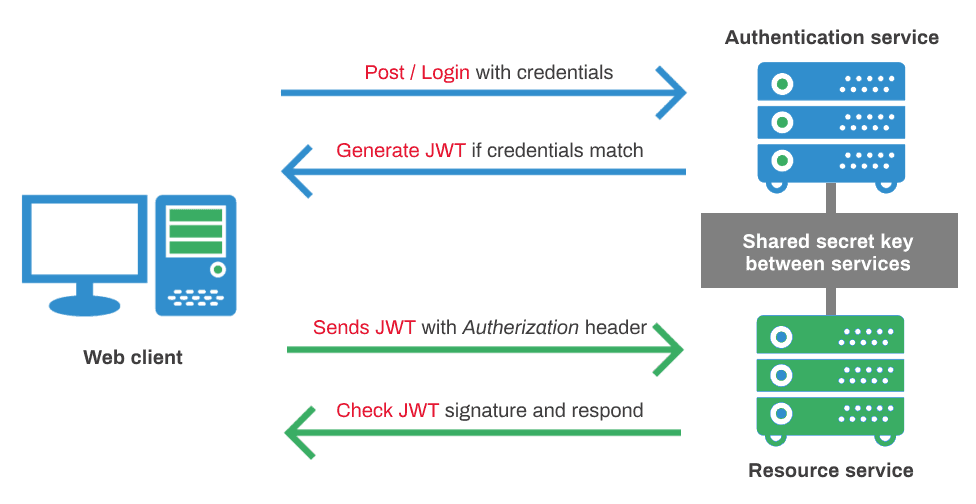 Authentication service
Post / Login with credentials
Generate JWT if credentials match
Shared secret key
between services
Sends JWT with Autherization header
Web client
Check JWT signature and respond
Resource service